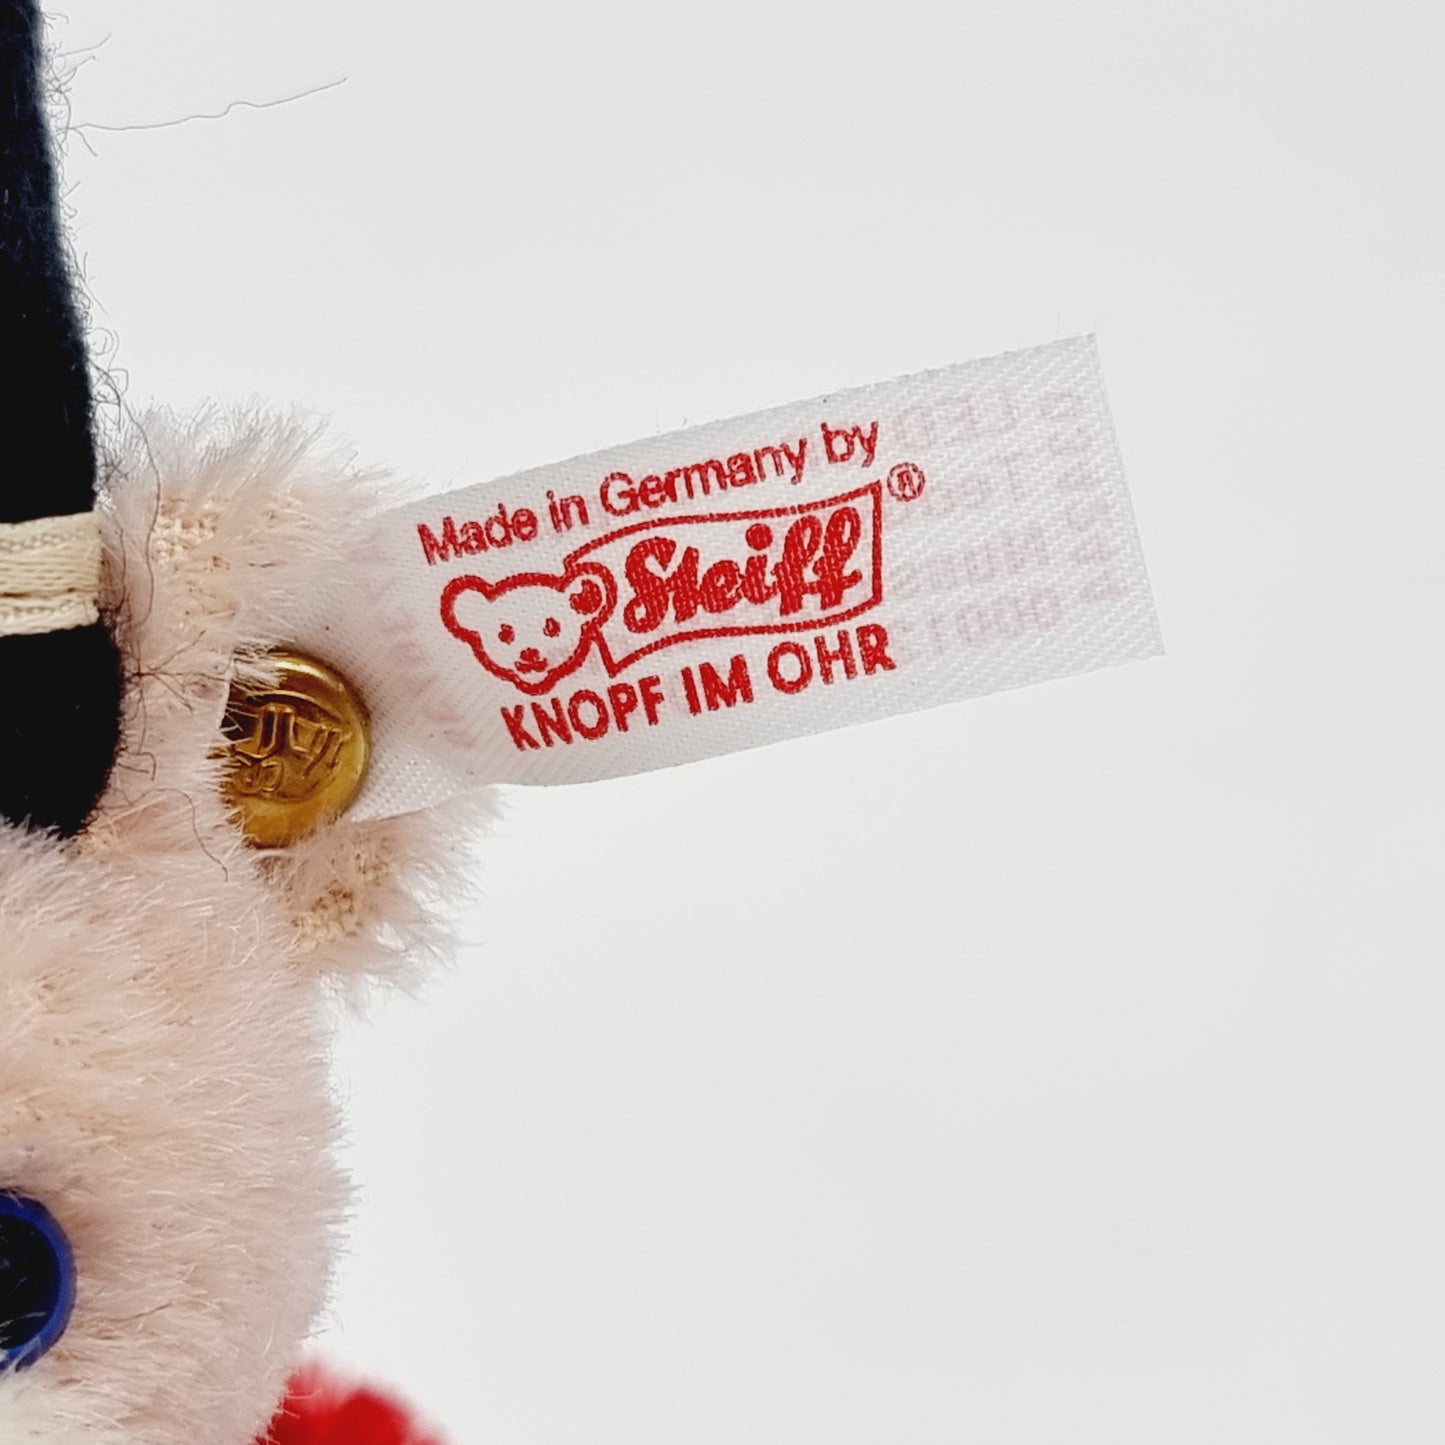 Made in Germany by
Steiff®
KNOPF IM OHR